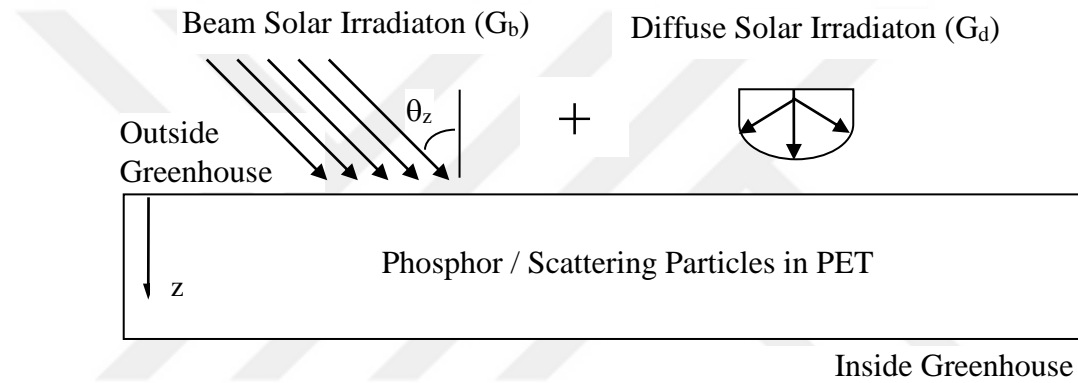 Beam Solar Irradiaton (Gb)
Diffuse Solar Irradiaton (Gd)
θz
+
Outside
Greenhouse
Phosphor / Scattering Particles in PET
z
Inside Greenhouse